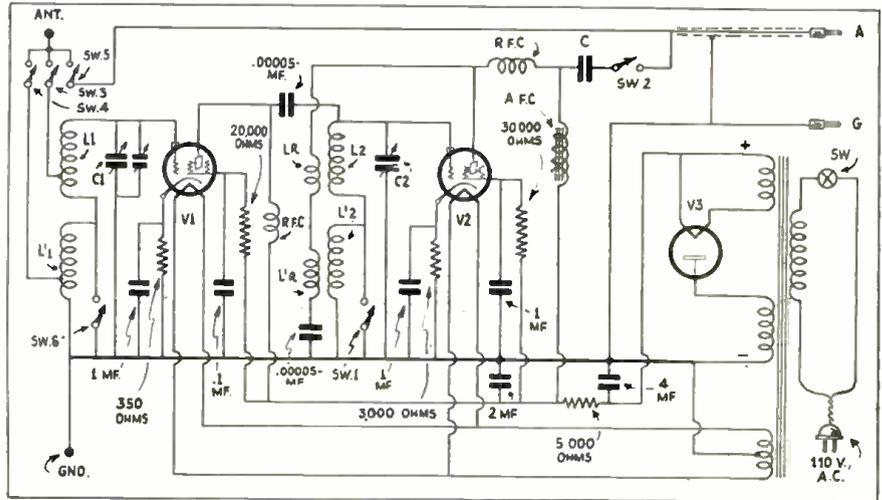 ANT.
SW.5
SW.3
SW.4
L1
C1
L'1
SW.6
GND.
1 MF.
350
OHMS
V1
.1
MF.
20,000
OHMS
.00005-
MF.
R.F.C
LR
L2
L'2
L'R
.00005-
MF
SW.1
1
MF
C2
3,000 OHMS
V2
R.F.C
C
SW.2
A.F.C
30000
OHMS
1
MF
2 MF
5 000
OHMS
4
MF
A
G
+
-
V3
SW
110 V.,
A.C.